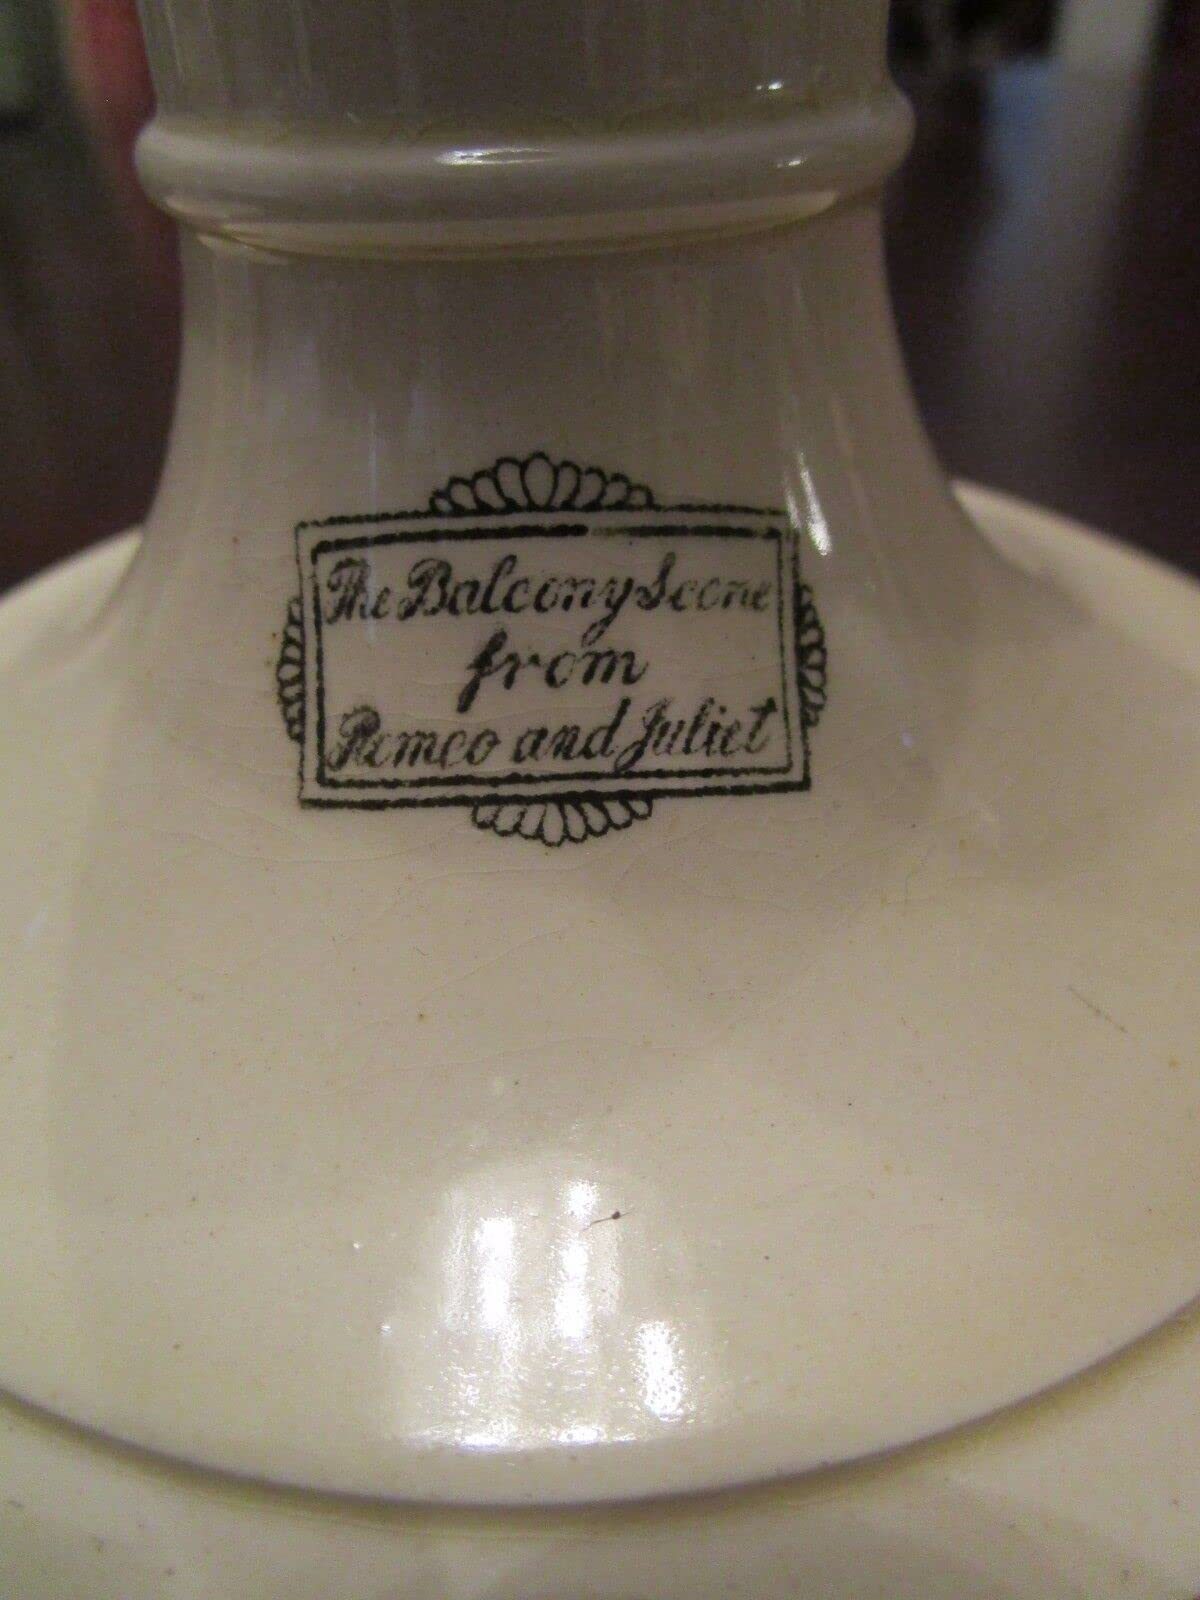 The Balcony Scene
from
Romeo and Juliet